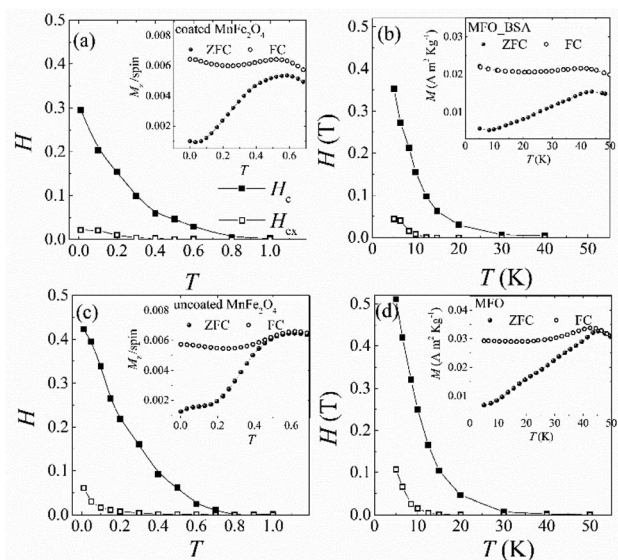 (a)
coated MnFe2O4
ZFC FC
Mz/spin
0.006
0.004
0.002
0.0 0.2 0.4 0.6
T
H
0.5
0.4
0.3
0.2
0.1
0.0
Hc
Hex
0.0 0.2 0.4 0.6 0.8 1.0
T
(b)
MFO_BSA
ZFC FC
M (A m2 Kg-1)
0.03
0.02
0.01
0 10 20 30 40 50
T(K)
H (T)
0.5
0.4
0.3
0.2
0.1
0.0
0 10 20 30 40 50
T (K)
(c)
uncoated MnFe2O4
ZFC FC
Mz/spin
0.008
0.006
0.004
0.002
0.0 0.2 0.4 0.6
T
H
0.5
0.4
0.3
0.2
0.1
0.0
0.0 0.2 0.4 0.6 0.8 1.0
T
(d)
MFO
ZFC FC
M (A m2 Kg-1)
0.04
0.03
0.02
0.01
0 10 20 30 40 50
T(K)
H (T)
0.5
0.4
0.3
0.2
0.1
0.0
0 10 20 30 40 50
T (K)